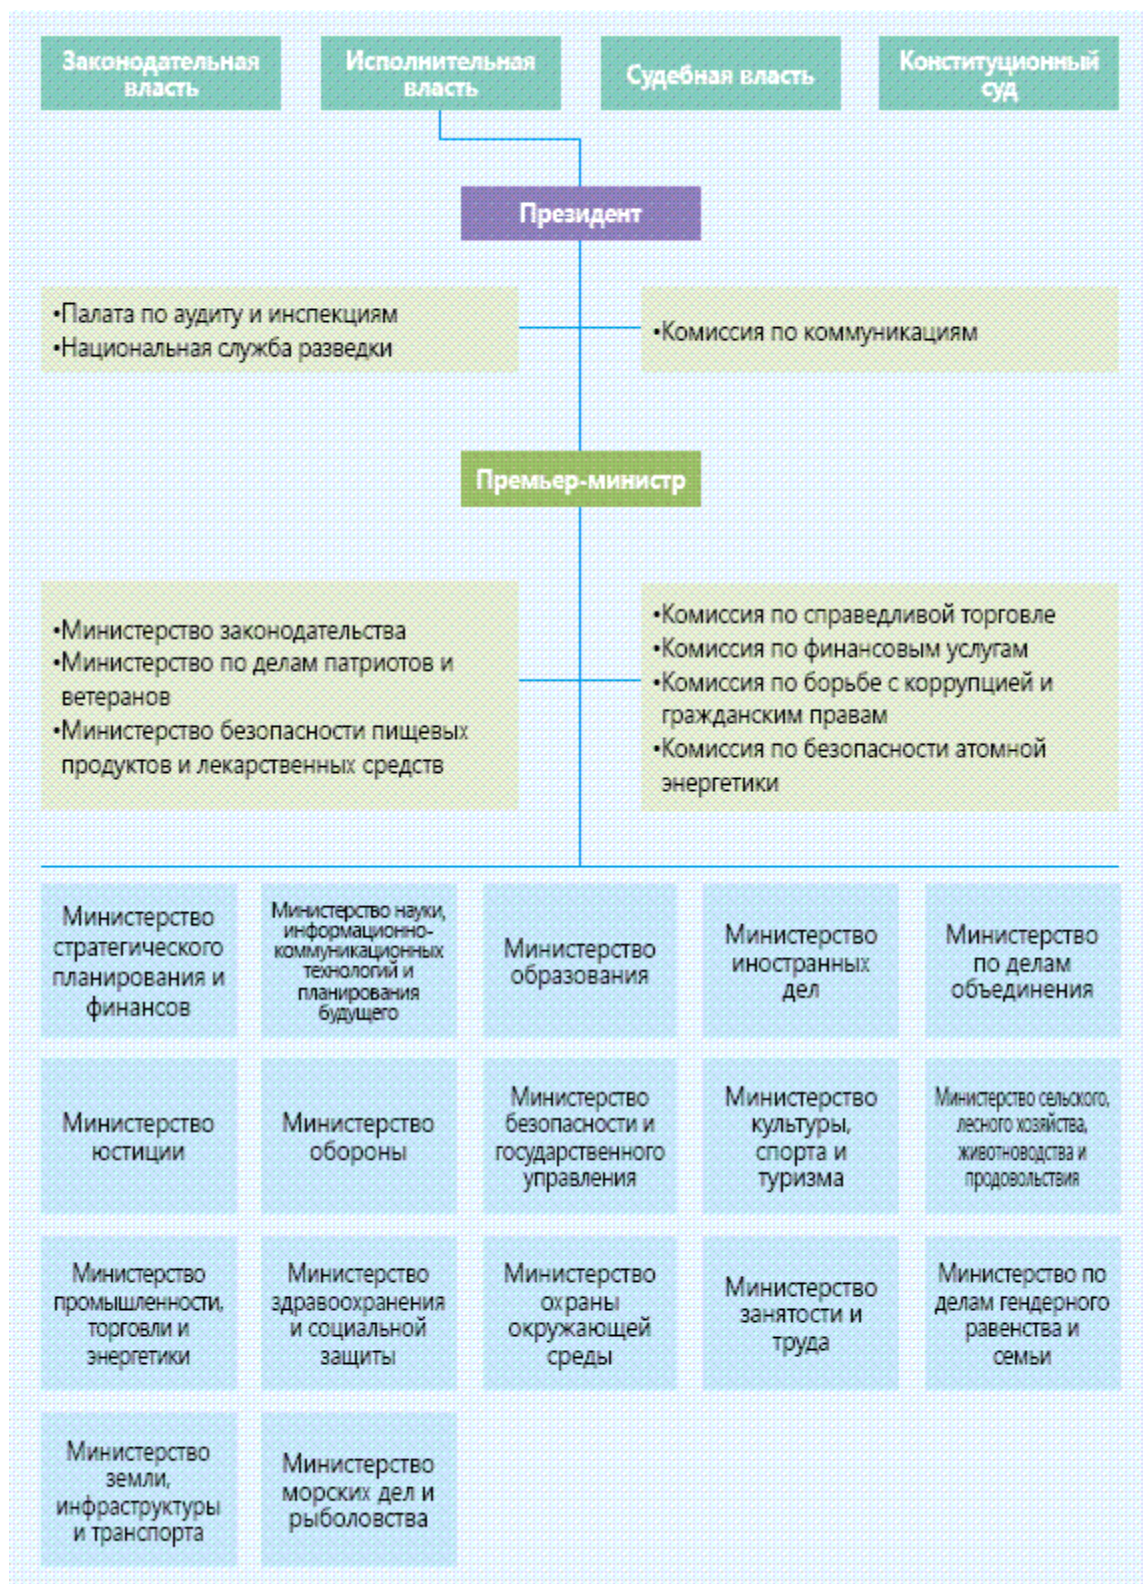 Законодательная
власть
Исполнительная
власть
Судебная власть
Конституционный
суд
Президент
•Палата по аудиту и инспекциям
•Национальная служба разведки
•Комиссия по коммуникациям
Премьер-министр
•Министерство законодательства
•Министерство по делам патриотов и
ветеранов
•Министерство безопасности пищевых
продуктов и лекарственных средств
•Комиссия по справедливой торговле
•Комиссия по финансовым услугам
•Комиссия по борьбе с коррупцией и
гражданским правам
•Комиссия по безопасности атомной
энергетики
Министерство
стратегического
планирования и
финансов
Министерство науки,
информационно-
коммуникационных
технологий и
планирования
будущего
Министерство
образования
Министерство
иностранных
дел
Министерство
по делам
объединения
Министерство
юстиции
Министерство
обороны
Министерство
безопасности и
государственного
управления
Министерство
культуры,
спорта и
туризма
Министерство сельского,
лесного хозяйства,
животноводства и
продовольствия
Министерство
промышленности,
торговли и
энергетики
Министерство
здравоохранения
и социальной
защиты
Министерство
охраны
окружающей
среды
Министерство
занятости и
труда
Министерство по
делам гендерного
равенства и
семьи
Министерство
земли,
инфраструктуры
и транспорта
Министерство
морских дел и
рыболовства